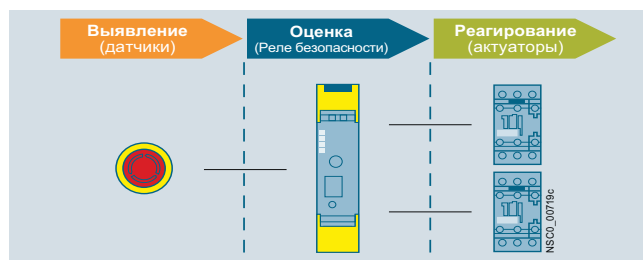 Выявление
(датчики)
Оценка
(Реле безопасности)
Реагирование
(актуаторы)
NSC0_00719c